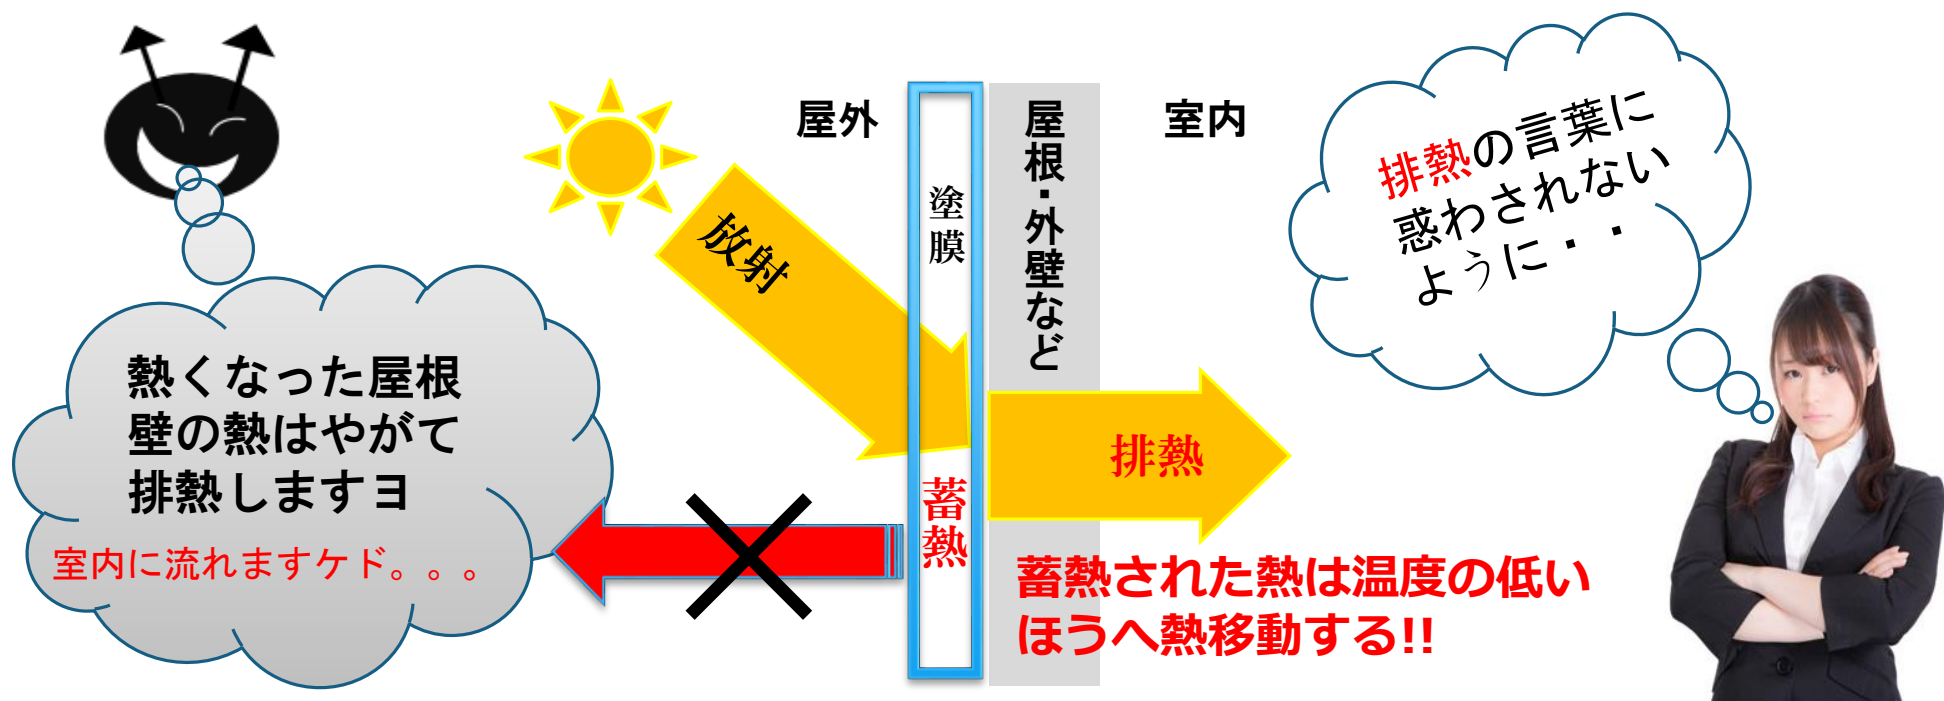 熱くなった屋根
壁の熱はやがて
排熱しますヨ
室内に流れますケド。。。
屋外
放射
塗膜
蓄熱
屋根・外壁など
室内
排熱
蓄熱された熱は温度の低い
ほうへ熱移動する!!
排熱の言葉に
惑わされない
ように・・